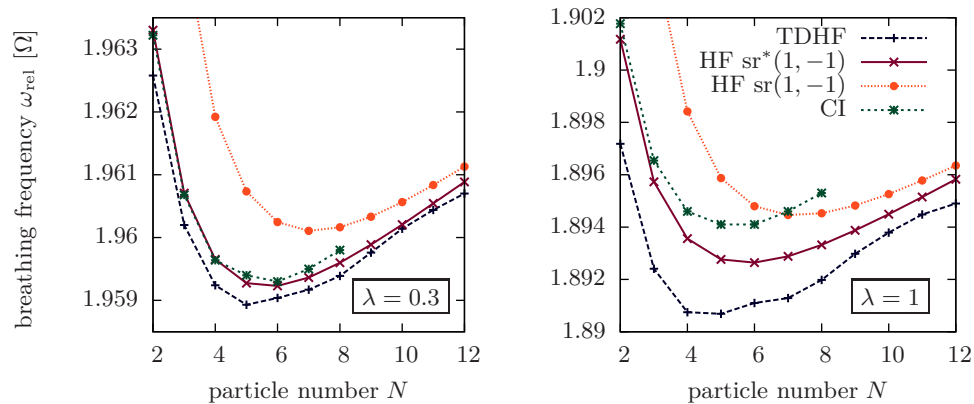 breathing frequency ω_rel [Ω]
1.963
1.962
1.961
1.96
1.959
2 4 6 8 10 12
particle number N
λ = 0.3
1.902
1.9
1.898
1.896
1.894
1.892
1.89
2 4 6 8 10 12
particle number N
TDHF
HF sr*(1, −1)
HF sr(1, −1)
CI
λ = 1